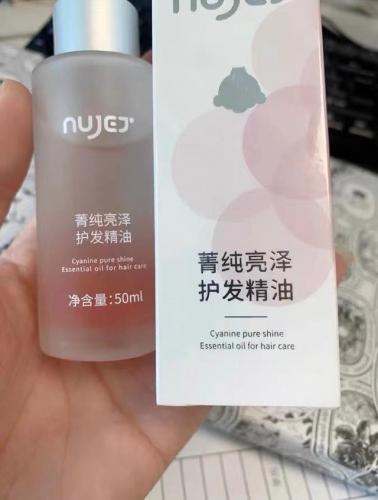 nuJEJ
菁纯亮泽
护发精油
Cyanine pure shine
Essential oil for hair care
净含量:50ml
nuJEJ
菁纯亮泽
护发精油
Cyanine pure shine
Essential oil for hair care